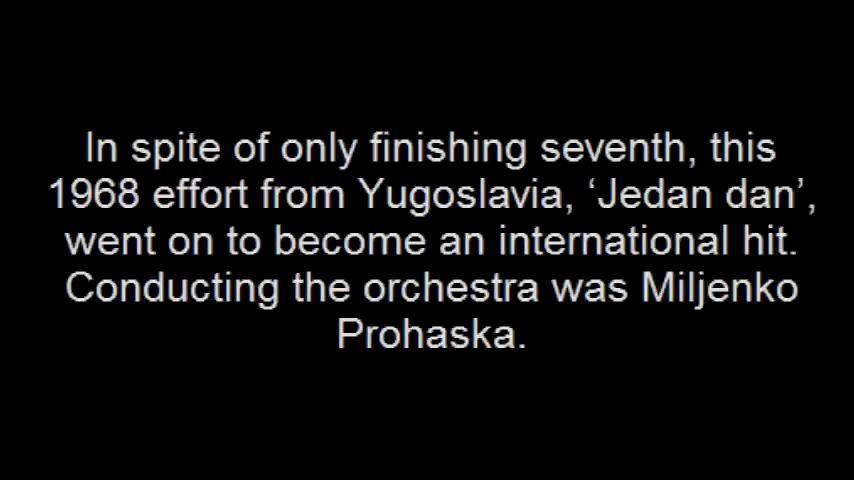 In spite of only finishing seventh, this
1968 effort from Yugoslavia, ‘Jedan dan’,
went on to become an international hit.
Conducting the orchestra was Miljenko
Prohaska.